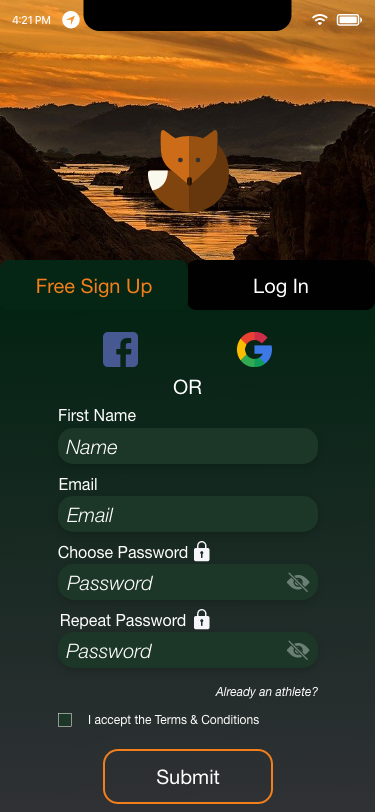 4:21 PM
Free Sign Up
Log In
OR
First Name
Name
Email
Email
Choose Password
Password
Repeat Password
Password
Already an athlete?
I accept the Terms & Conditions
Submit